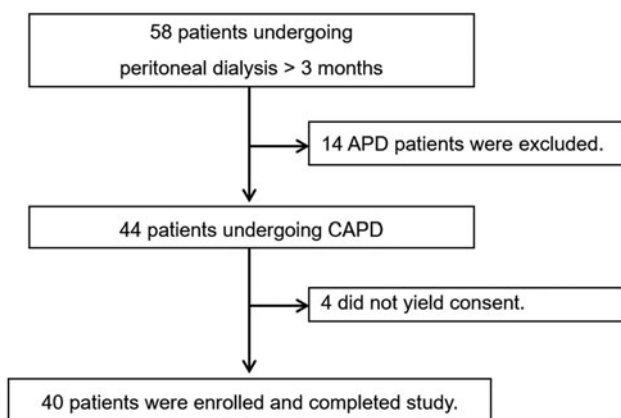 58 patients undergoing
peritoneal dialysis > 3 months
14 APD patients were excluded.
44 patients undergoing CAPD
4 did not yield consent.
40 patients were enrolled and completed study.